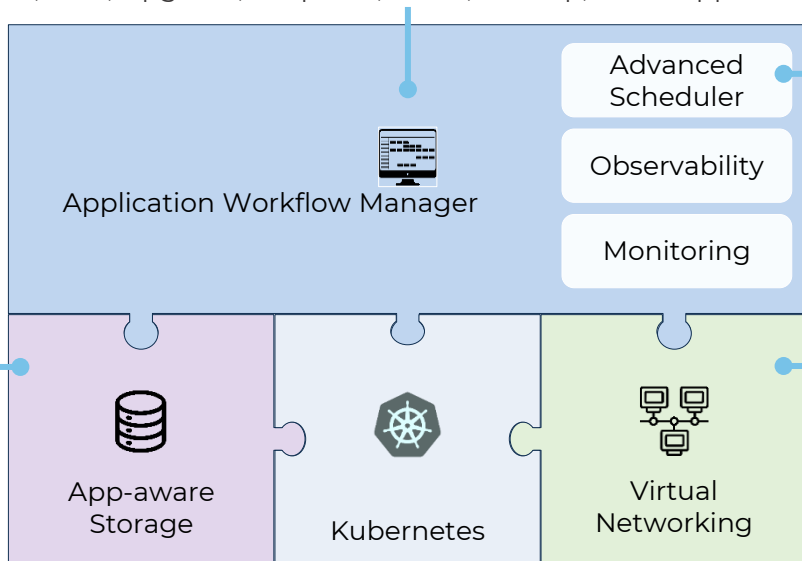 Advanced
Scheduler
Observability
Application Workflow Manager
Monitoring
App-aware
Storage
Kubernetes
Virtual
Networking